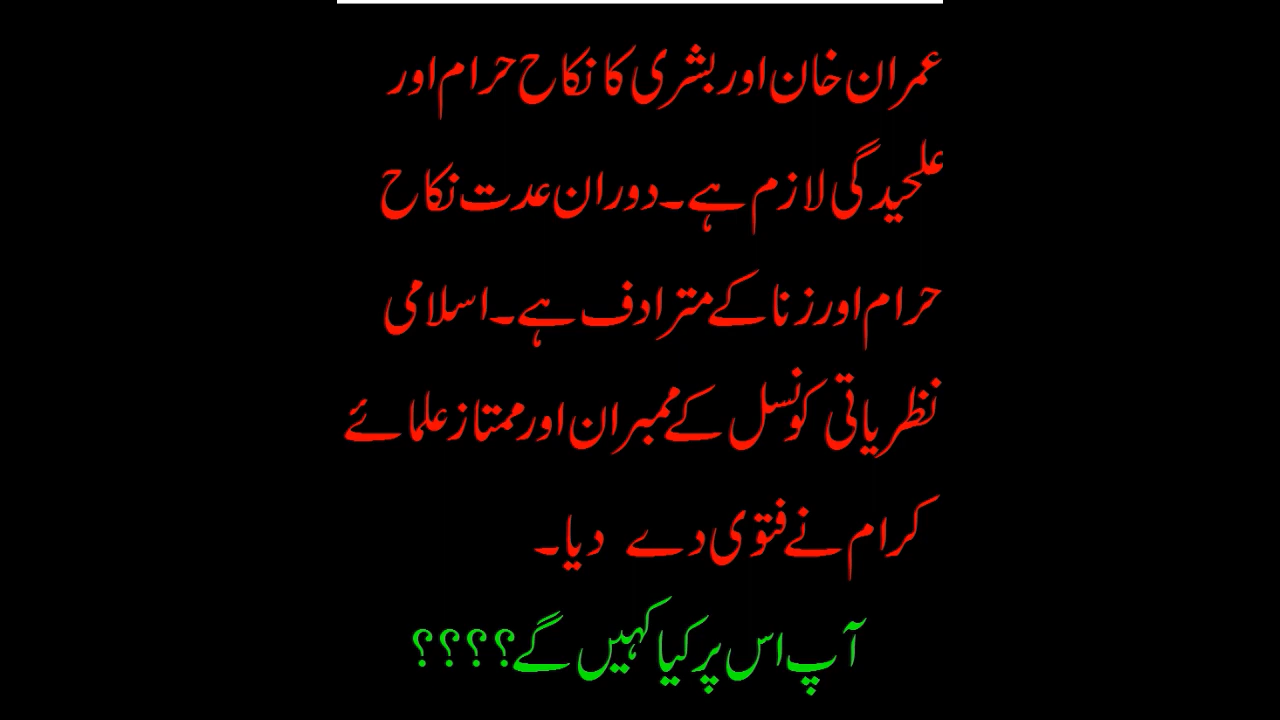 عمران خان اور بشری کا نکاح حرام اور
علحیدگی لازم ہے۔دوران عدت نکاح
حرام اور زنا کے مترادف ہے۔اسلامی
نظریاتی کونسل کے ممبران اور ممتاز علمائے
کرام نے فتوی دے دیا۔
آپ اس پر کیا کہیں گے؟؟؟؟